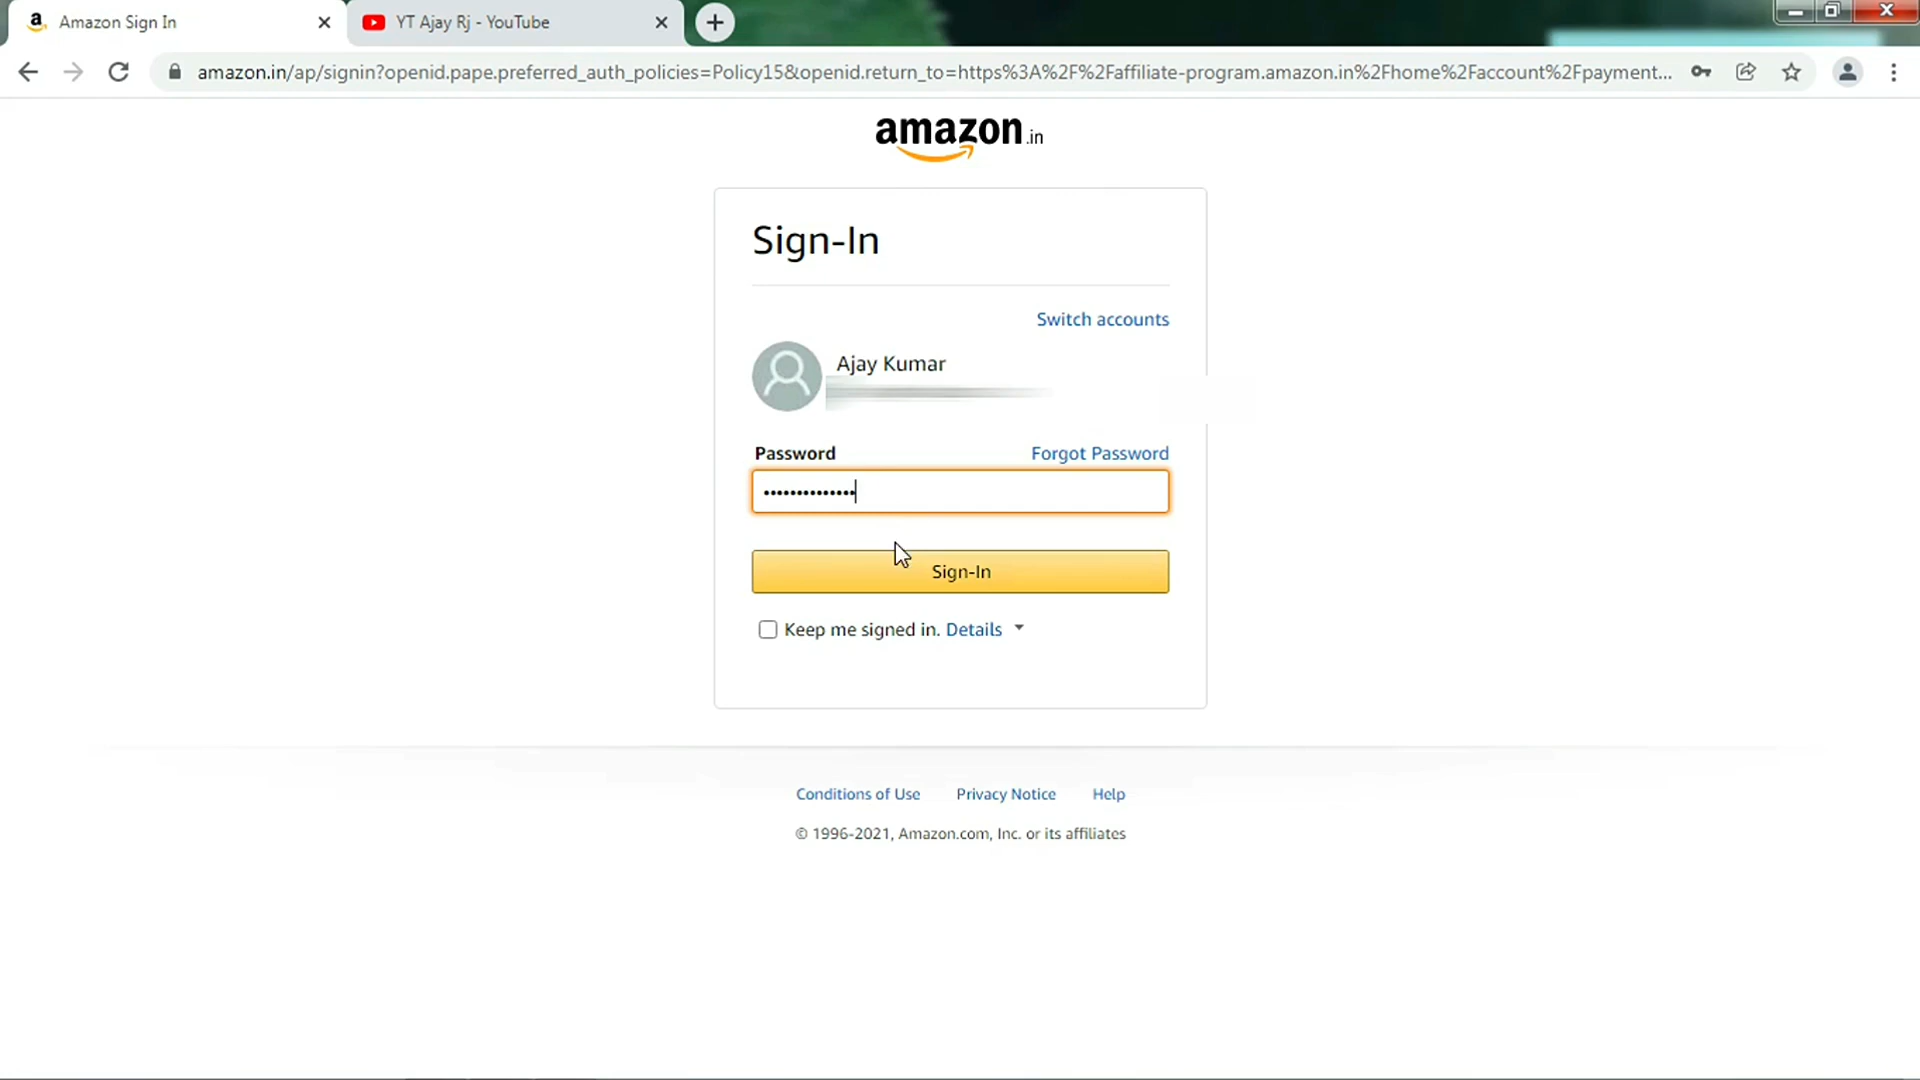 Amazon Sign In
YT Ajay Rj - YouTube
amazon.in/ap/signin?openid.pape.preferred_auth_policies=Policy15&openid.return_to=https%3A%2F%2Faffiliate-program.amazon.in%2Fhome%2Faccount%2Fpayment...
amazon.in
Sign-In
Switch accounts
Ajay Kumar
Password Forgot Password
••••••••••••••
Sign-In
Keep me signed in. Details
Conditions of Use Privacy Notice Help
© 1996-2021, Amazon.com, Inc. or its affiliates